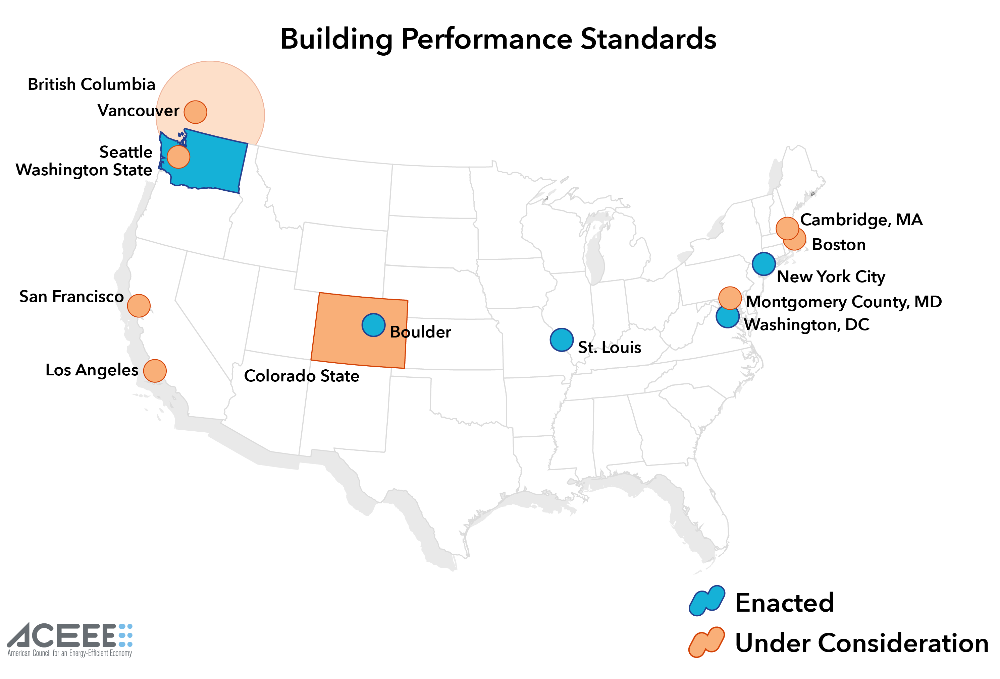 Building Performance Standards
British Columbia
Vancouver
Seattle
Washington State
Cambridge, MA
Boston
New York City
San Francisco
Montgomery County, MD
Washington, DC
Boulder
St. Louis
Los Angeles
Colorado State
Enacted
Under Consideration
ACEEE
American Council for an Energy-Efficient Economy